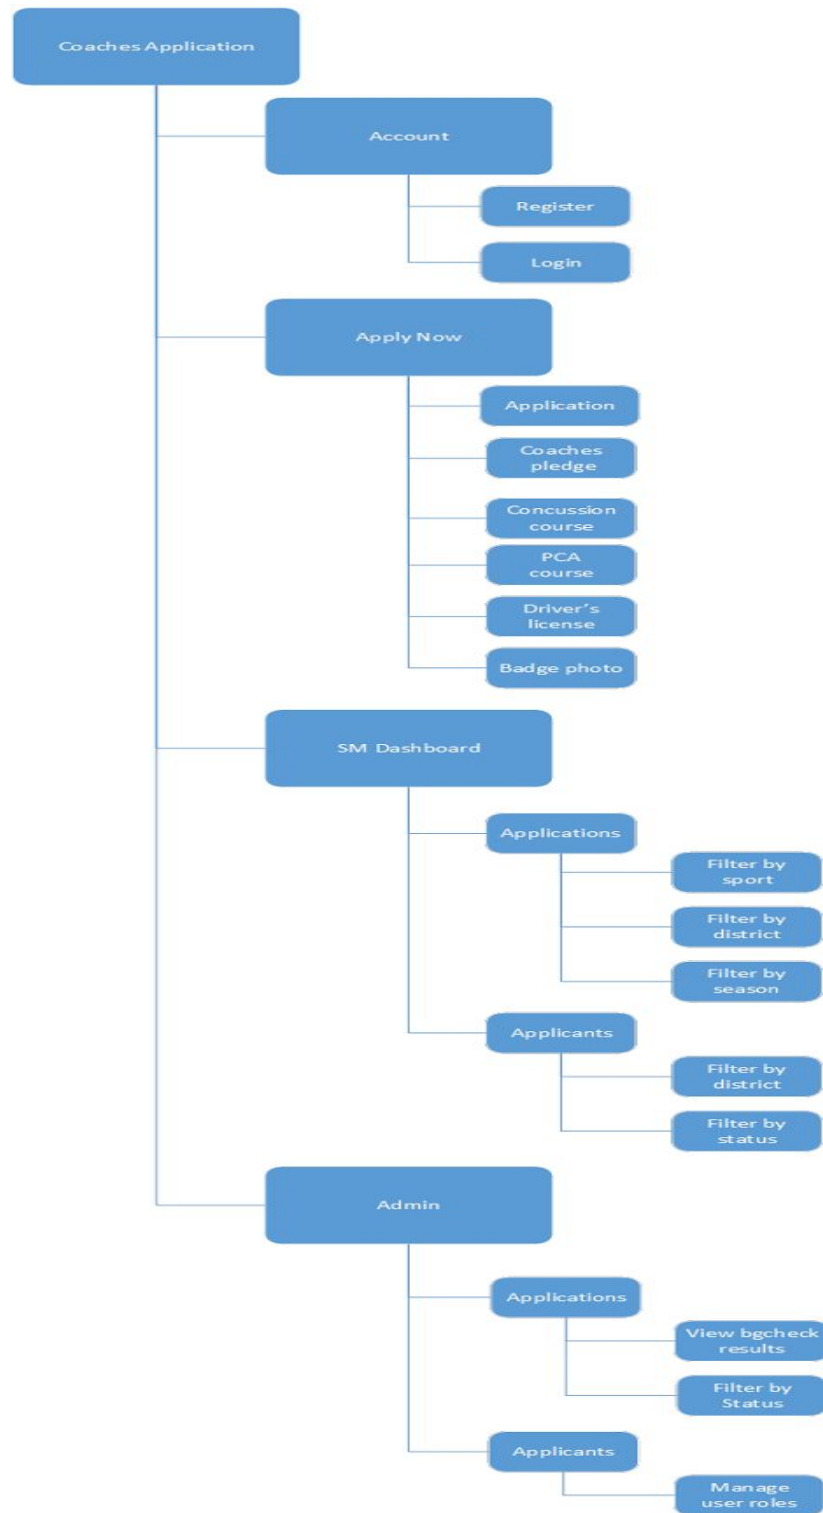 Coaches Application
Account
Register
Login
Apply Now
Application
Coaches
pledge
Concussion
course
PCA
course
Driver's
license
Badge photo
SM Dashboard
Applications
Filter by
sport
Filter by
district
Filter by
season
Applicants
Filter by
district
Filter by
status
Admin
Applications
View bgcheck
results
Filter by
Status
Applicants
Manage
user roles